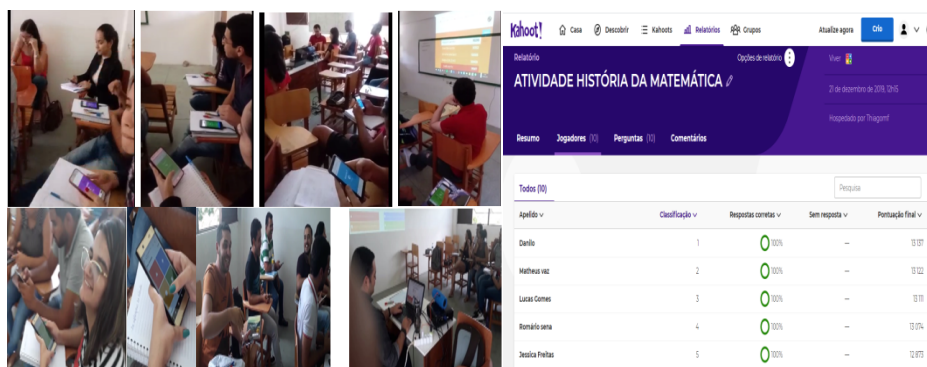 Kahoot! Casa Descobrir Kahoots Relatórios Grupos Atualize agora Crio
Relatório Opções de relatório Viver
ATIVIDADE HISTÓRIA DA MATEMÁTICA
21 de dezembro de 2019, 12h15
Hospedado por Thiagomf
Resumo Jogadores (10) Perguntas (10) Comentários
Todos (10) Pesquisa
Apelido Classificação Respostas corretas Sem resposta Pontuação final
Danilo 1 100% — 13 137
Matheus vaz 2 100% — 13 122
Lucas Gomes 3 100% — 13 111
Romário sena 4 100% — 13 074
Jessica Freitas 5 100% — 12 973